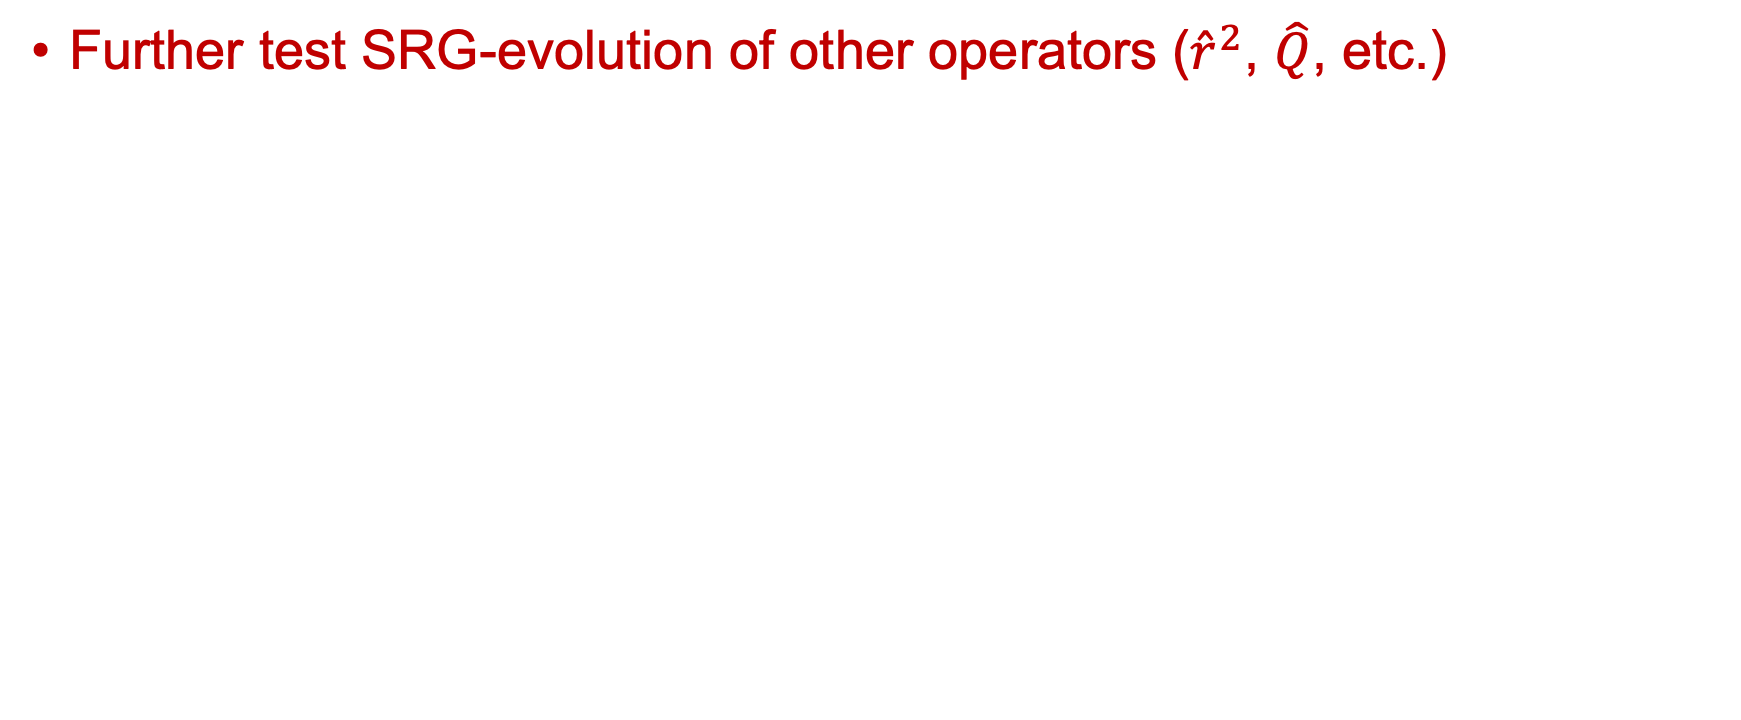 • Further test SRG-evolution of other operators (r̂², Q̂, etc.)